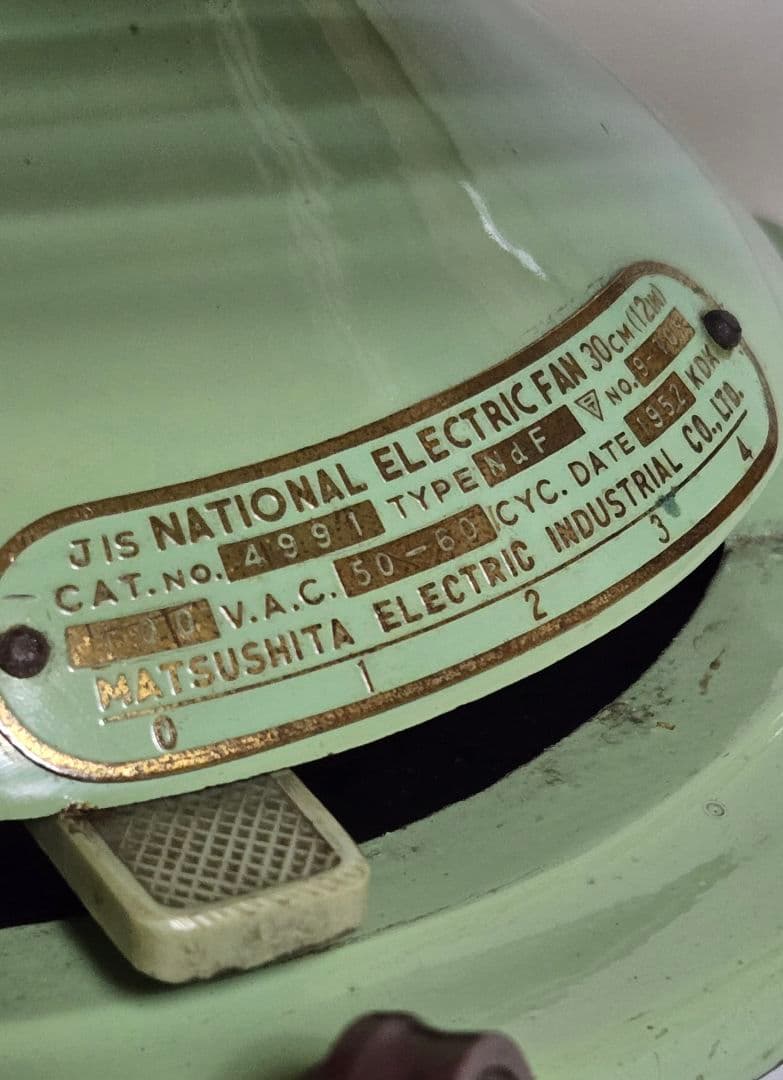 JIS NATIONAL ELECTRIC FAN 30CM (12IN)
CAT. NO. 4991 TYPE NdF NO.
100 V.A.C. 50-60 CYC. DATE 1952 KDK
MATSUSHITA ELECTRIC INDUSTRIAL CO., LTD.
0 1 2 3 4